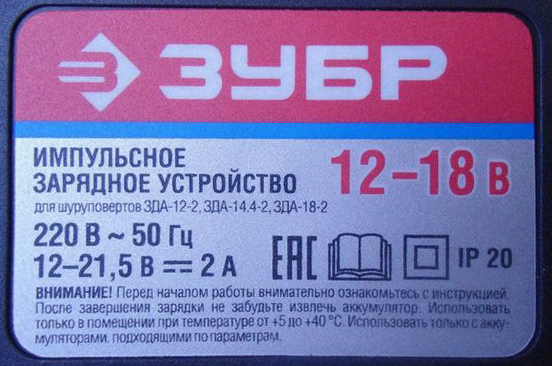 ЗУБР
ИМПУЛЬСНОЕ
ЗАРЯДНОЕ УСТРОЙСТВО
12–18 В
для шуруповертов ЗДА-12-2, ЗДА-14.4-2, ЗДА-18-2
220 В ~ 50 Гц
12–21,5 В ⎓ 2 А
ЕАС
IP 20
ВНИМАНИЕ! Перед началом работы внимательно ознакомьтесь с инструкцией.
После завершения зарядки не забудьте извлечь аккумулятор. Использовать
только в помещении при температуре от +5 до +40 °С. Использовать только с акку-
муляторами, подходящими по параметрам.